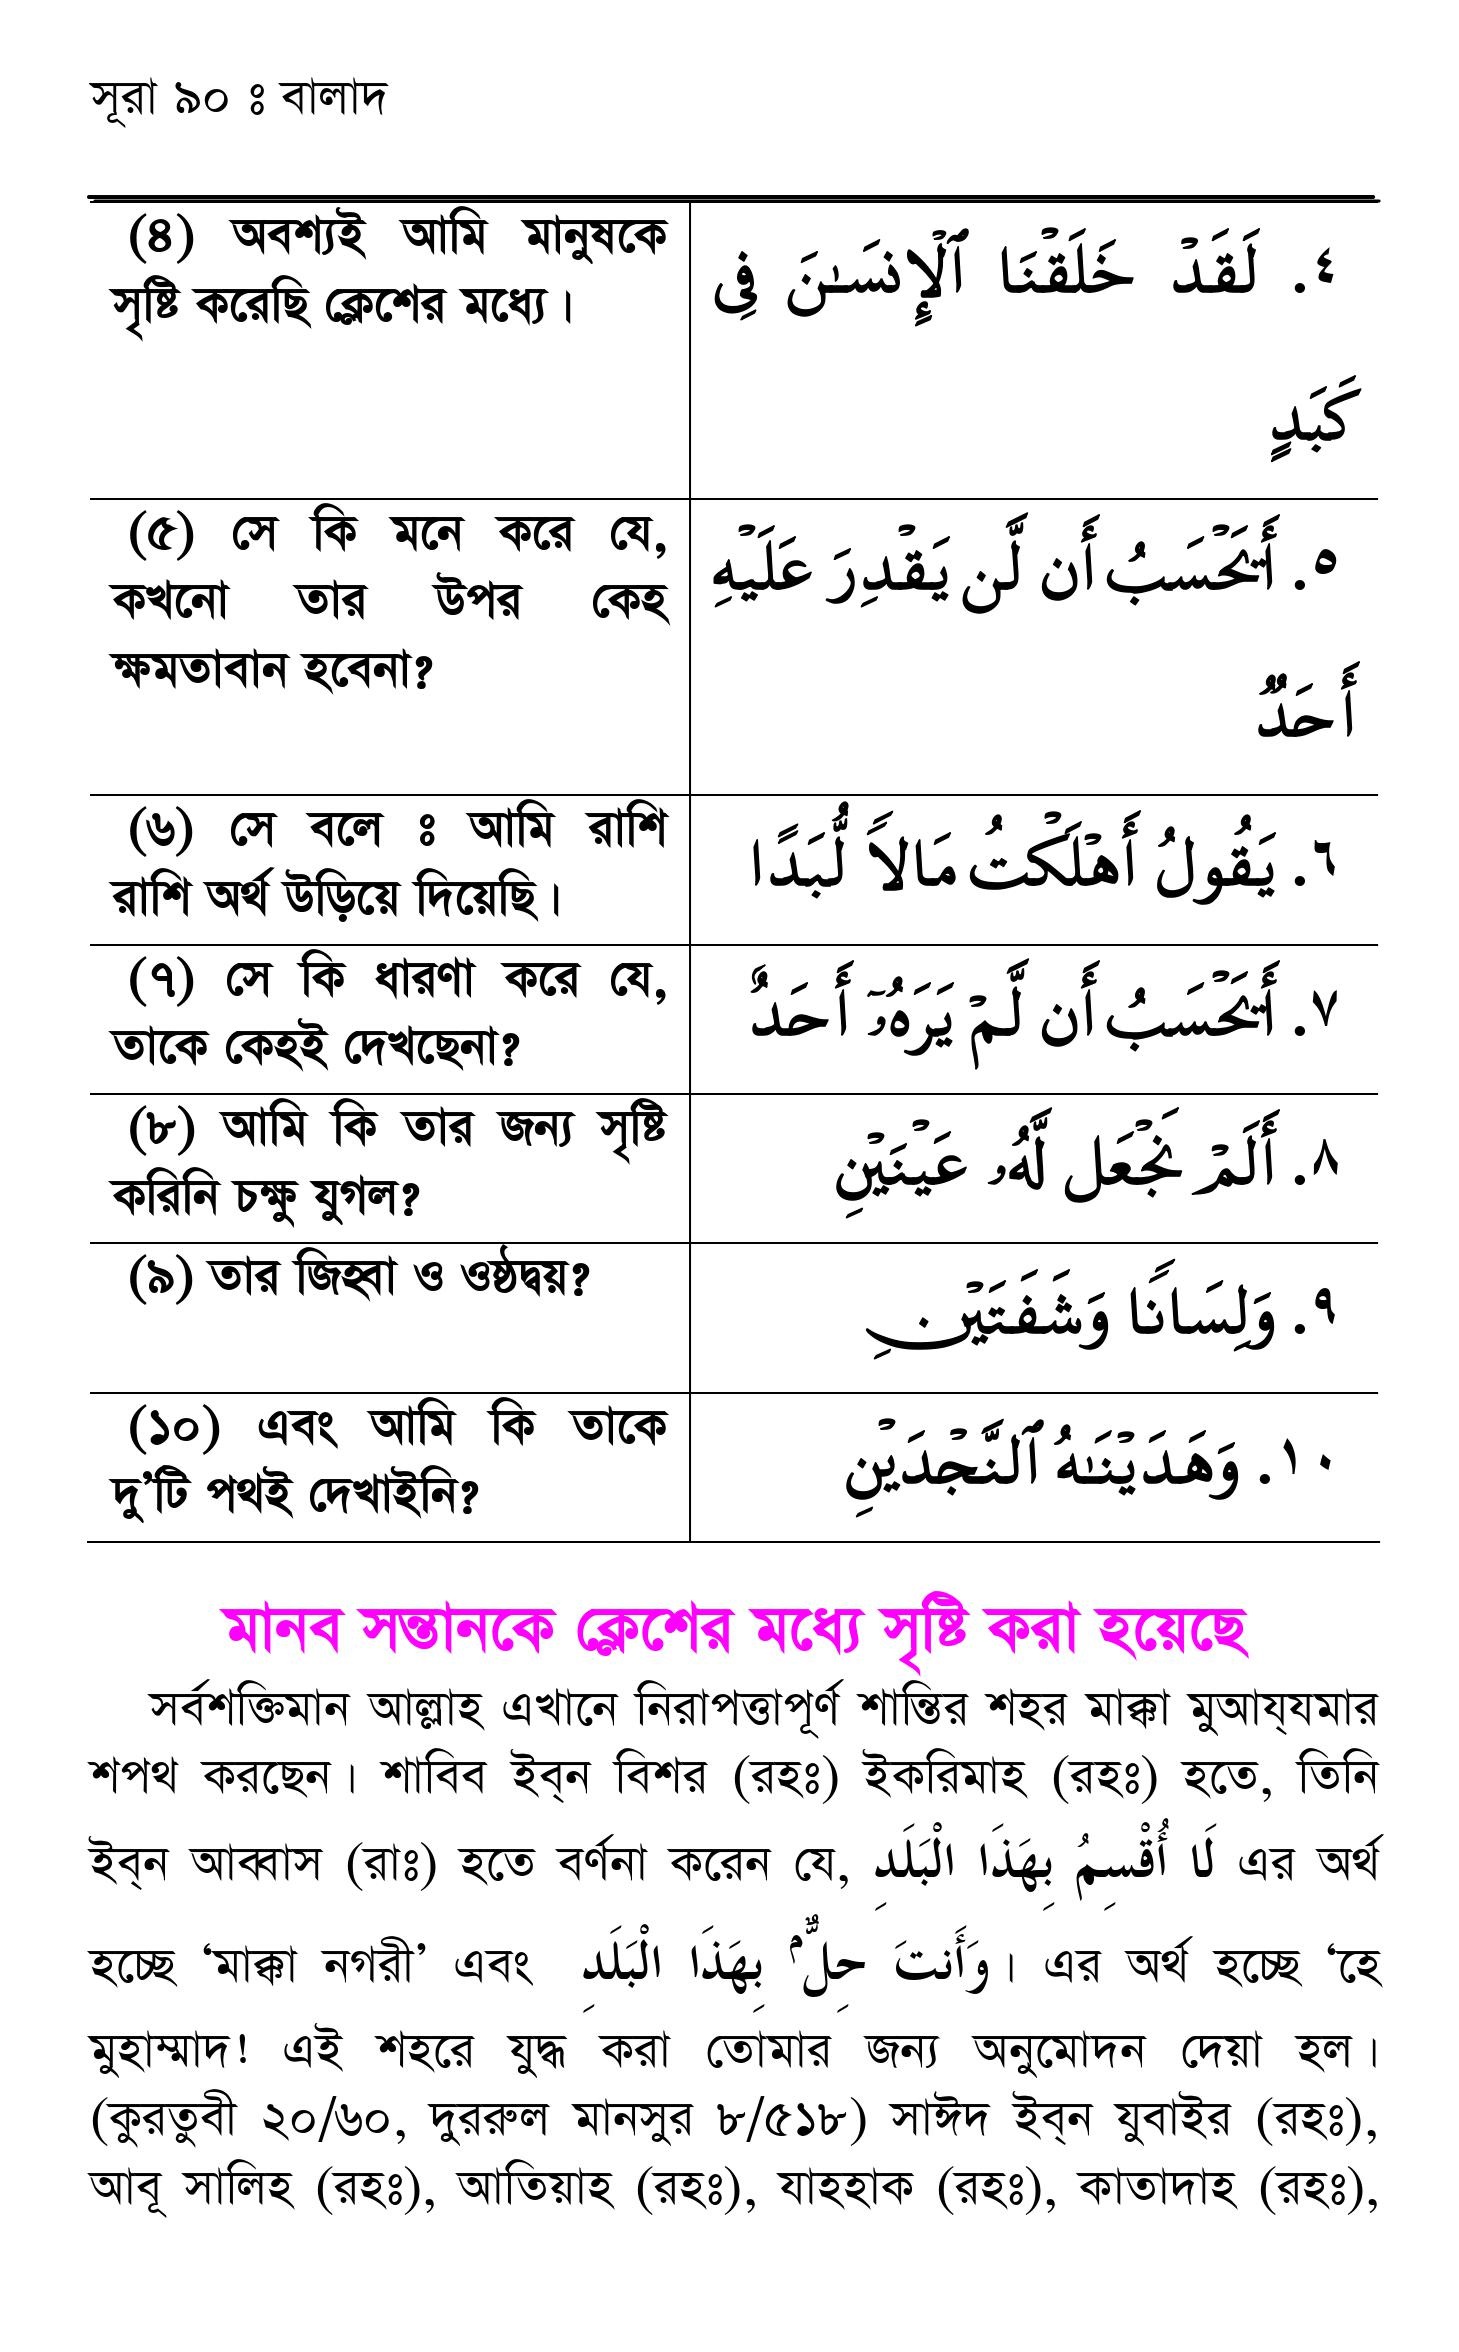 সূরা ৯০ ঃ বালাদ
(৪) অবশ্যই আমি মানুষকে
সৃষ্টি করেছি ক্লেশের মধ্যে।
٤. لَقَدۡ خَلَقۡنَا ٱلۡإِنسَـٰنَ فِى
كَبَدٍ
(৫) সে কি মনে করে যে,
কখনো তার উপর কেহ
ক্ষমতাবান হবেনা?
٥. أَيَحۡسَبُ أَن لَّن يَقۡدِرَ عَلَيۡهِ
أَحَدٌ
(৬) সে বলে ঃ আমি রাশি
রাশি অর্থ উড়িয়ে দিয়েছি।
٦. يَقُولُ أَهۡلَكۡتُ مَالاً لُّبَدًا
(৭) সে কি ধারণা করে যে,
তাকে কেহই দেখছেনা?
٧. أَيَحۡسَبُ أَن لَّمۡ يَرَهُۥۤ أَحَدٌ
(৮) আমি কি তার জন্য সৃষ্টি
করিনি চক্ষু যুগল?
٨. أَلَمۡ نَجۡعَل لَّهُۥ عَيۡنَيۡنِ
(৯) তার জিহ্বা ও ওষ্ঠদ্বয়?
٩. وَلِسَانًا وَشَفَتَيۡنِ
(১০) এবং আমি কি তাকে
দু’টি পথই দেখাইনি?
١٠. وَهَدَيۡنَـٰهُ ٱلنَّجۡدَيۡنِ
মানব সন্তানকে ক্লেশের মধ্যে সৃষ্টি করা হয়েছে
সর্বশক্তিমান আল্লাহ এখানে নিরাপত্তাপূর্ণ শান্তির শহর মাক্কা মুআয্‌যমার
শপথ করছেন। শাবিব ইব্‌ন বিশর (রহঃ) ইকরিমাহ (রহঃ) হতে, তিনি
ইব্‌ন আব্বাস (রাঃ) হতে বর্ণনা করেন যে, لَا أُقْسِمُ بِهَذَا الْبَلَدِ এর অর্থ
হচ্ছে ‘মাক্কা নগরী’ এবং وَأَنتَ حِلٌّۢ بِهَذَا الْبَلَدِ। এর অর্থ হচ্ছে ‘হে
মুহাম্মাদ! এই শহরে যুদ্ধ করা তোমার জন্য অনুমোদন দেয়া হল।
(কুরতুবী ২০/৬০, দুররুল মানসুর ৮/৫১৮) সাঈদ ইব্‌ন যুবাইর (রহঃ),
আবূ সালিহ (রহঃ), আতিয়াহ (রহঃ), যাহহাক (রহঃ), কাতাদাহ (রহঃ),